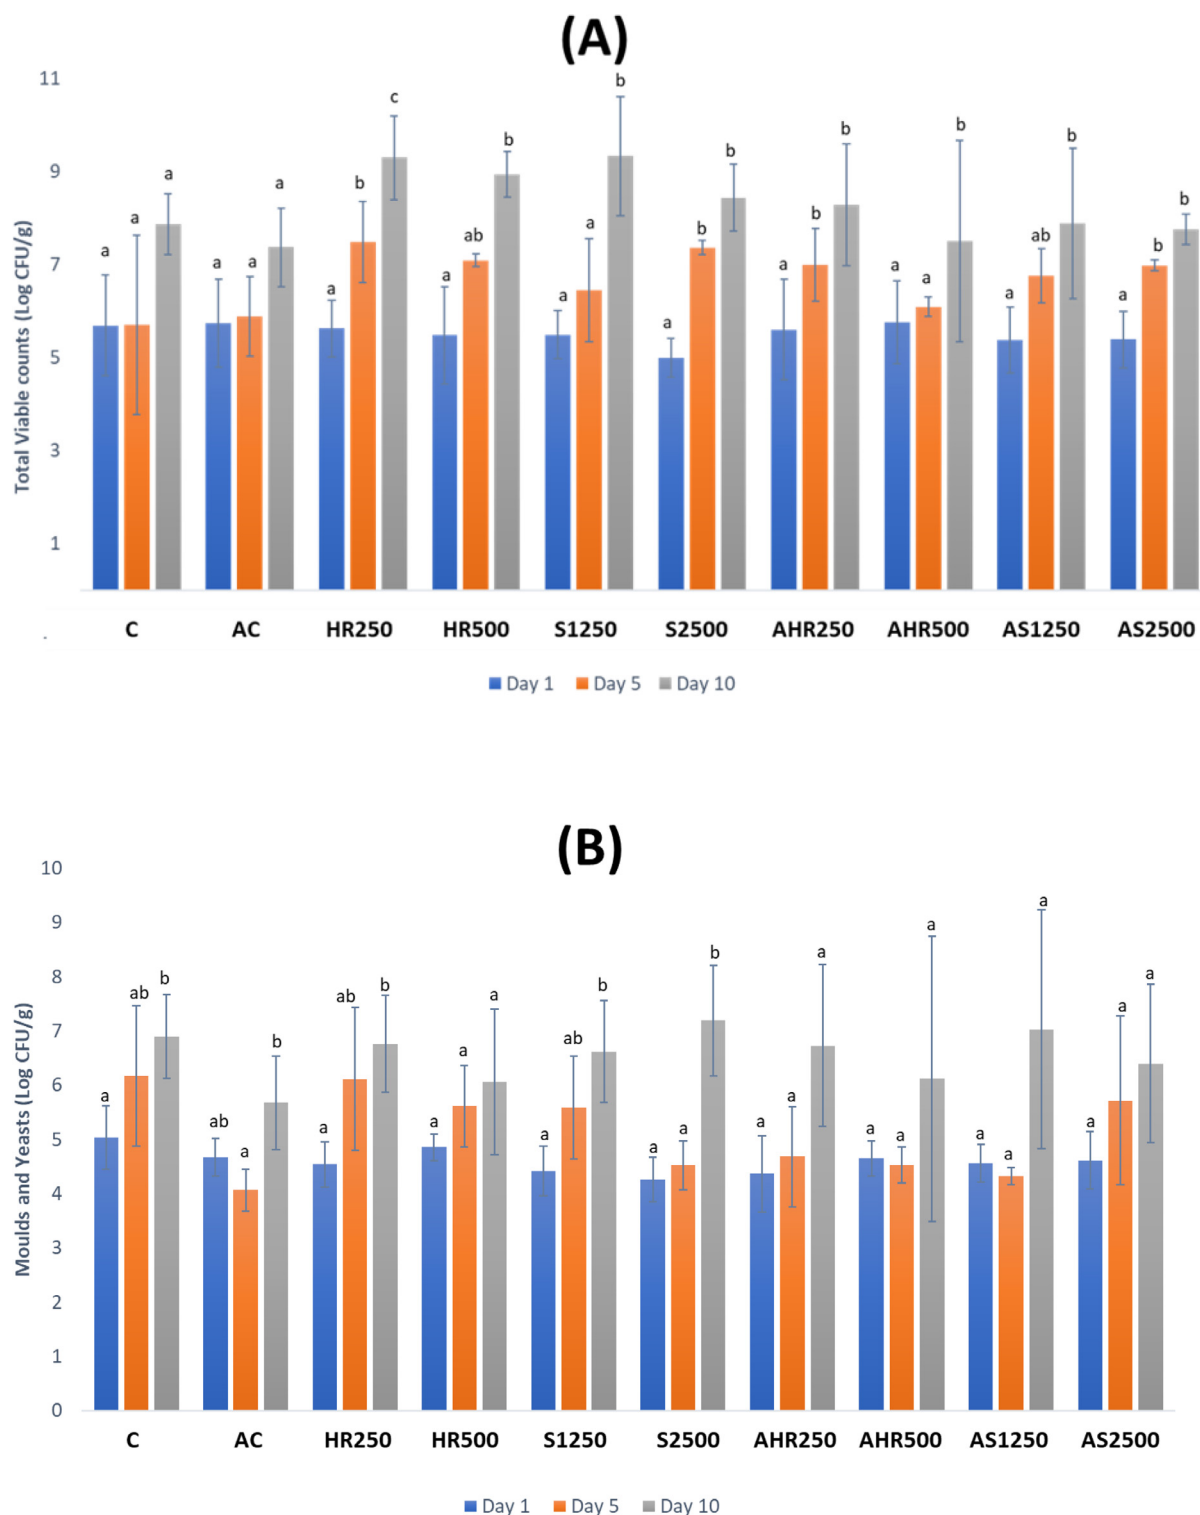 (A)
11
9
7
5
3
1
Total Viable counts (Log CFU/g)
a a a
a a a
a b c
a ab b
a a b
a b b
a b b
a a b
a ab b
a b b
C AC HR250 HR500 S1250 S2500 AHR250 AHR500 AS1250 AS2500
Day 1 Day 5 Day 10
(B)
10
9
8
7
6
5
4
3
2
1
0
Moulds and Yeasts (Log CFU/g)
a ab b
ab a b
a ab b
a a a
a ab b
a a b
a a a
a a a
a a a
a a a
C AC HR250 HR500 S1250 S2500 AHR250 AHR500 AS1250 AS2500
Day 1 Day 5 Day 10